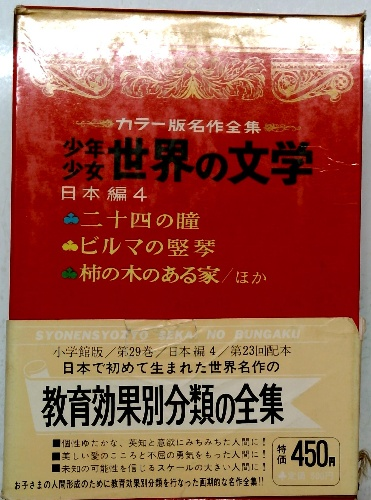 カラー版名作全集
少年少女 世界の文学
日本編4
♣二十四の瞳
♣ビルマの竪琴
♣柿の木のある家/ほか
SYONENSYOZYO SEKAI NO BUNGAKU
小学館版/第29巻/日本編4/第23回配本
日本で初めて生まれた世界名作の
教育効果別分類の全集
■個性ゆたかな、英知と意欲にみちみちた人間に!
■美しい愛のこころと不屈の勇気をもった人間に!
■未知の可能性を信じるスケールの大きい人間に!
お子さまの人間形成のために教育効果別分類を行なった画期的な名作全集!!
特価 450円